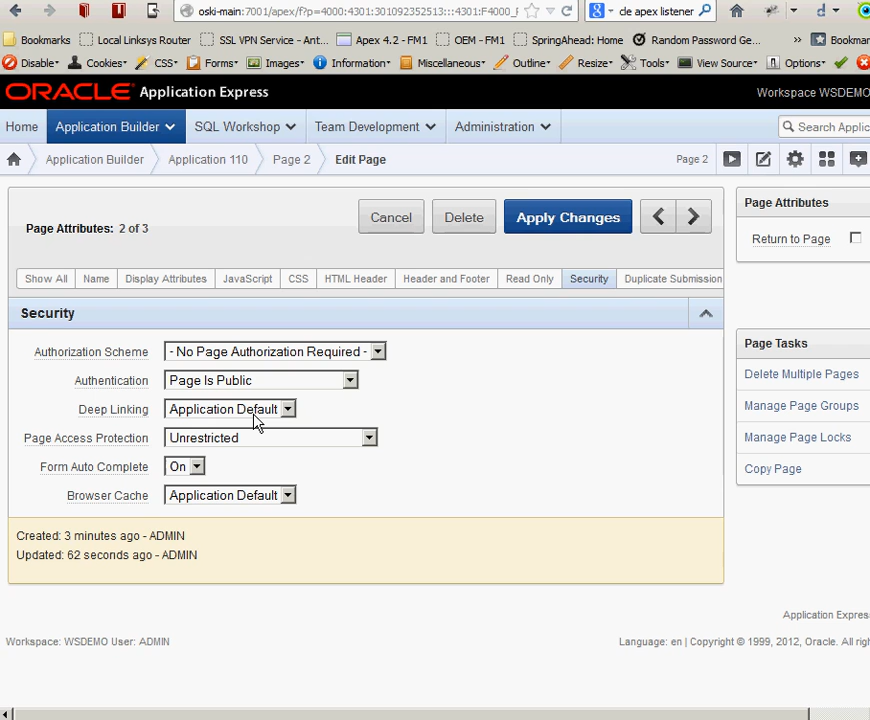 oski-main:7001/apex/f?p=4000:4301:301092352513:::4301:F4000_
cle apex listener
Bookmarks Local Linksys Router SSL VPN Service - Ant... Apex 4.2 - FM1 OEM - FM1 SpringAhead: Home Random Password Ge... » Bookmar
Disable Cookies CSS Forms Images Information Miscellaneous Outline Resize Tools View Source Options
ORACLE Application Express
Workspace WSDEMO
Home Application Builder SQL Workshop Team Development Administration Search Applic
Application Builder Application 110 Page 2 Edit Page Page 2
Page Attributes: 2 of 3 Cancel Delete Apply Changes < >
Show All Name Display Attributes JavaScript CSS HTML Header Header and Footer Read Only Security Duplicate Submission
Security
Authorization Scheme - No Page Authorization Required -
Authentication Page Is Public
Deep Linking Application Default
Page Access Protection Unrestricted
Form Auto Complete On
Browser Cache Application Default
Created: 3 minutes ago - ADMIN
Updated: 62 seconds ago - ADMIN
Page Attributes
Return to Page
Page Tasks
Delete Multiple Pages
Manage Page Groups
Manage Page Locks
Copy Page
Application Expres
Workspace: WSDEMO User: ADMIN
Language: en | Copyright © 1999, 2012, Oracle. All righ